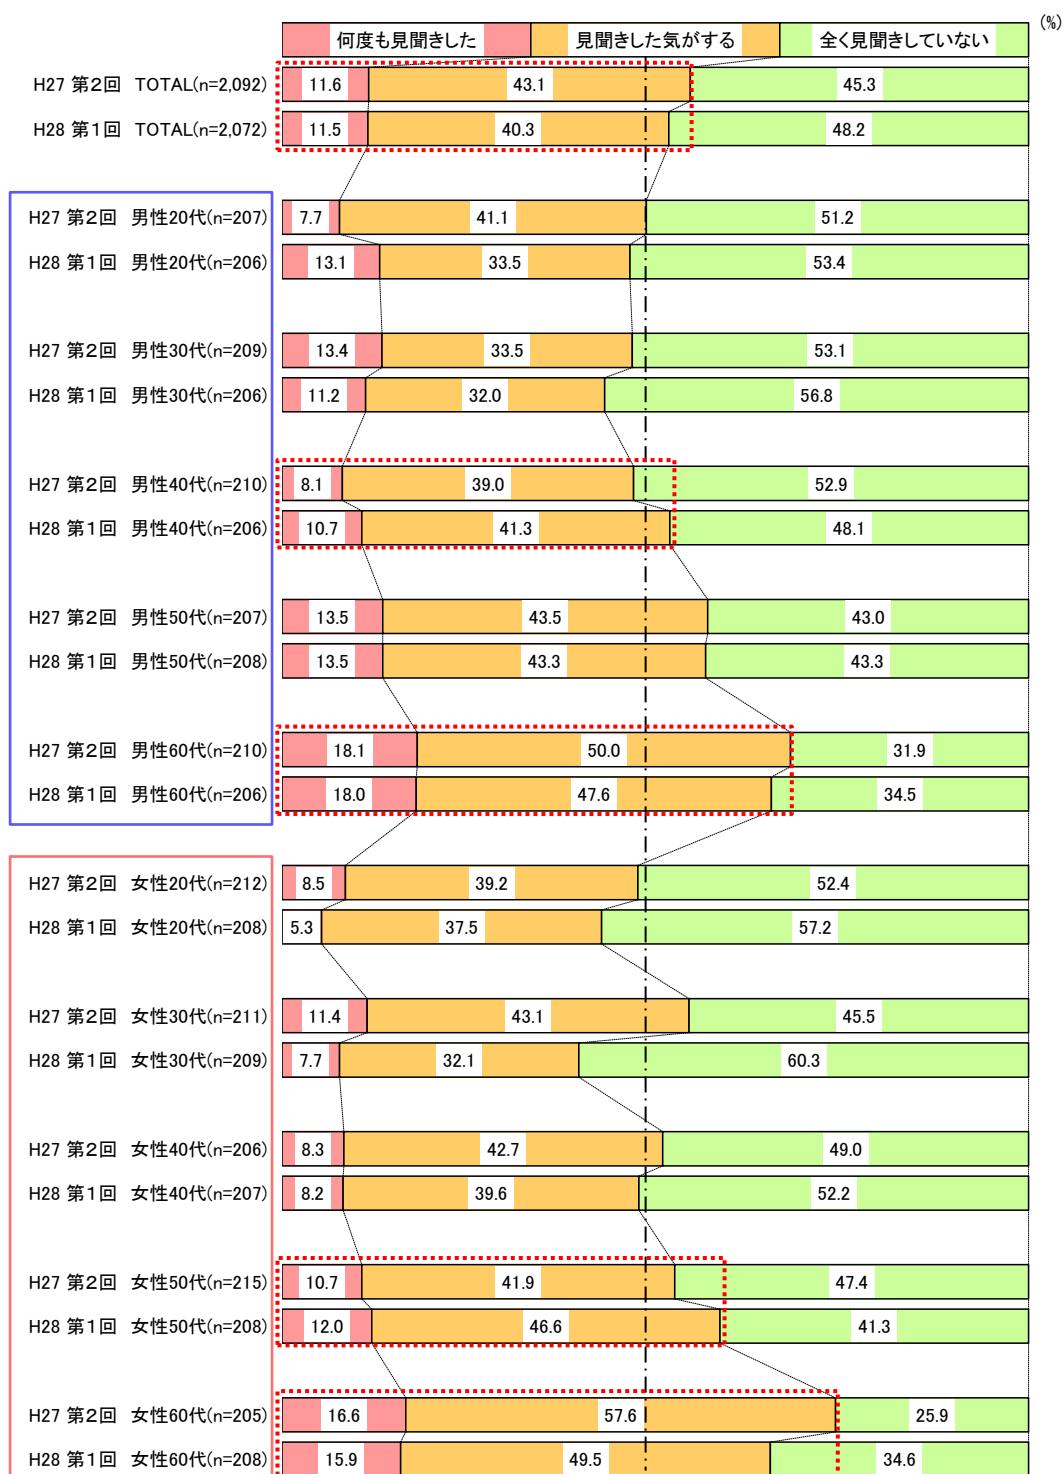 (%)
何度も見聞きした 見聞きした気がする 全く見聞きしていない
H27 第2回 TOTAL(n=2,092) 11.6 43.1 45.3
H28 第1回 TOTAL(n=2,072) 11.5 40.3 48.2
H27 第2回 男性20代(n=207) 7.7 41.1 51.2
H28 第1回 男性20代(n=206) 13.1 33.5 53.4
H27 第2回 男性30代(n=209) 13.4 33.5 53.1
H28 第1回 男性30代(n=206) 11.2 32.0 56.8
H27 第2回 男性40代(n=210) 8.1 39.0 52.9
H28 第1回 男性40代(n=206) 10.7 41.3 48.1
H27 第2回 男性50代(n=207) 13.5 43.5 43.0
H28 第1回 男性50代(n=208) 13.5 43.3 43.3
H27 第2回 男性60代(n=210) 18.1 50.0 31.9
H28 第1回 男性60代(n=206) 18.0 47.6 34.5
H27 第2回 女性20代(n=212) 8.5 39.2 52.4
H28 第1回 女性20代(n=208) 5.3 37.5 57.2
H27 第2回 女性30代(n=211) 11.4 43.1 45.5
H28 第1回 女性30代(n=209) 7.7 32.1 60.3
H27 第2回 女性40代(n=206) 8.3 42.7 49.0
H28 第1回 女性40代(n=207) 8.2 39.6 52.2
H27 第2回 女性50代(n=215) 10.7 41.9 47.4
H28 第1回 女性50代(n=208) 12.0 46.6 41.3
H27 第2回 女性60代(n=205) 16.6 57.6 25.9
H28 第1回 女性60代(n=208) 15.9 49.5 34.6